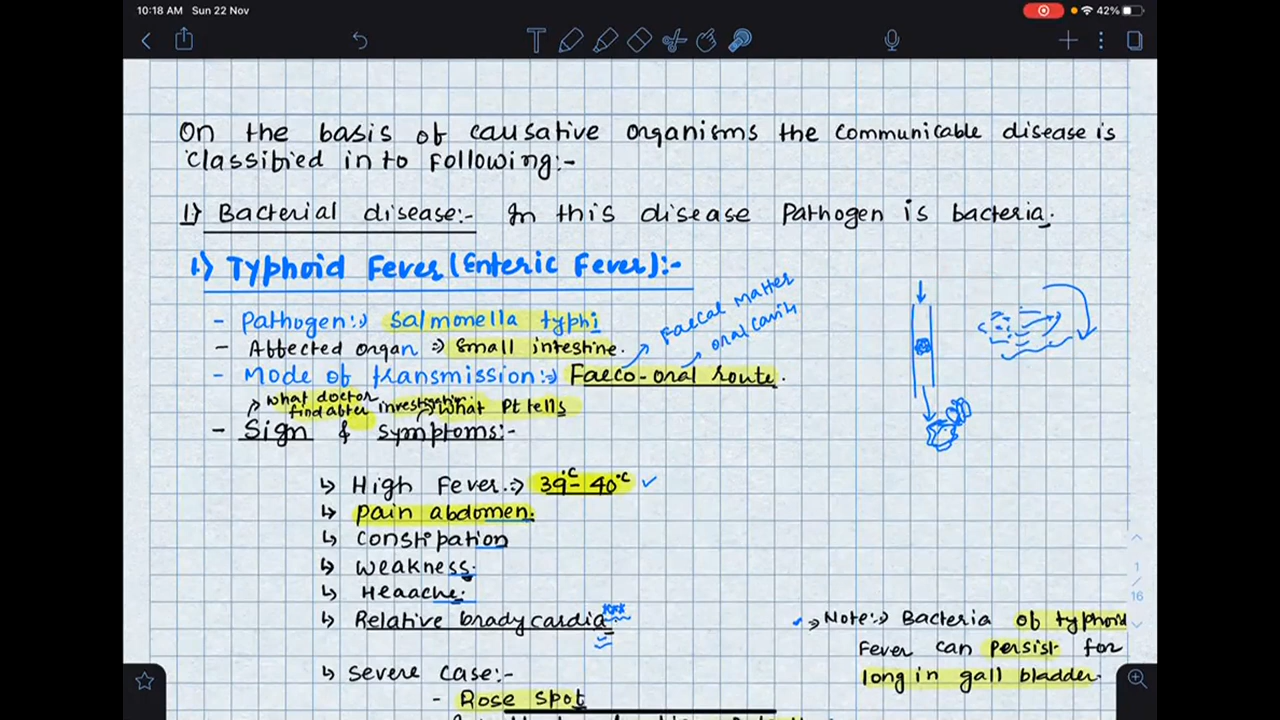 10:18 AM Sun 22 Nov
42%
T
On the basis of causative organisms the communicable disease is
classified in to following:-
1) Bacterial disease:- In this disease Pathogen is bacteria.
1.) Typhoid Fever (Enteric Fever):-
- Pathogen:→ Salmonella typhi
Faecal matter
oral cavity
- Affected organ ⇒ Small intestine.
- Mode of transmission:→ Faeco-oral route.
what doctor
find after investigation
what Pt tells
- Sign & Symptoms:-
↳ High Fever.:→ 39°C- 40°C ✓
↳ Pain abdomen.
↳ Constipation
↳ Weakness.
↳ Heaache.
↳ Relative bradycardia ***
→ Note:→ Bacteria of typhoid
Fever can persist for
long in gall bladder.
↳ Severe case:-
- Rose spot
1
/
16